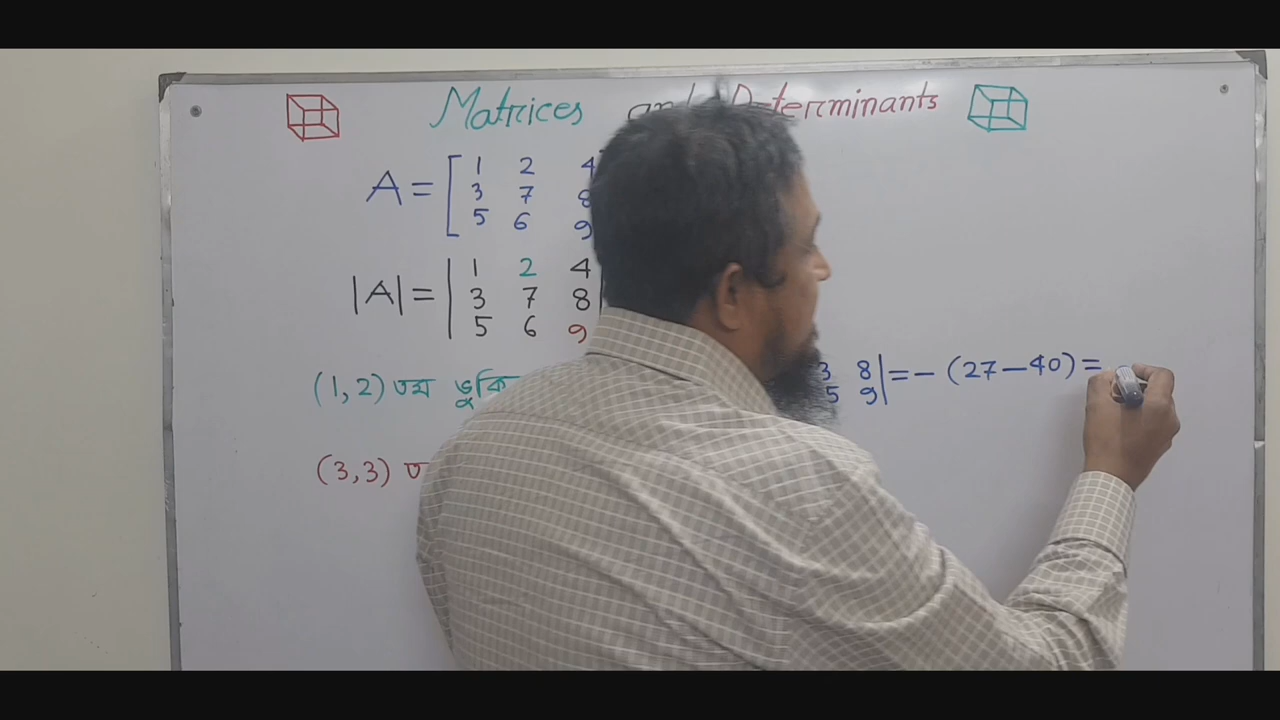 Matrices and Determinants
A = [ 1 2 4
3 7 8
5 6 9
|A| = | 1 2 4
3 7 8
5 6 9
(1,2) তম ভুক্তি 3 8 | = - (27-40) =
5 9
(3,3) ত